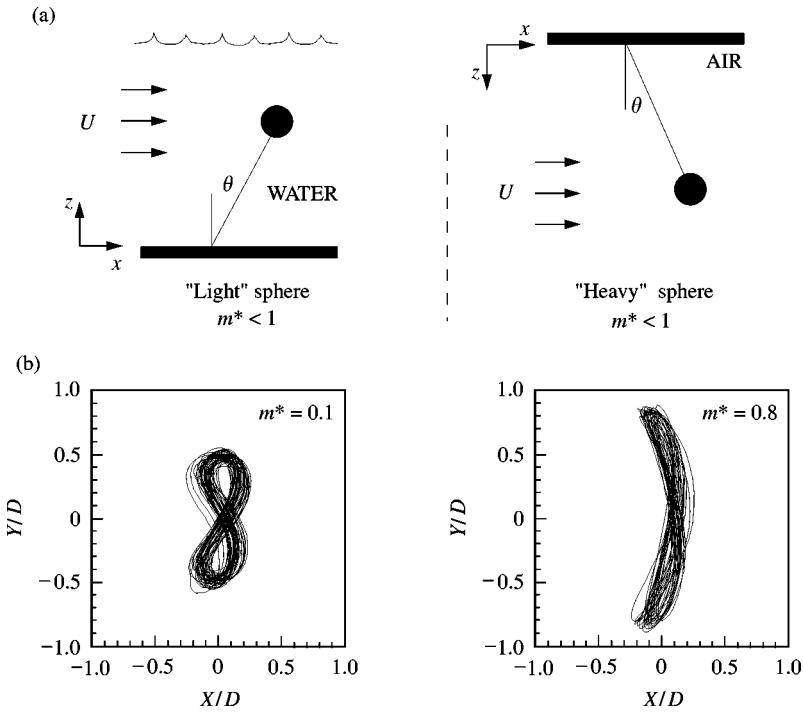 (a)
U
θ
WATER
z
x
"Light" sphere
m* < 1
x
z
AIR
θ
U
"Heavy" sphere
m* < 1
(b)
1.0
0.5
0
−0.5
−1.0
Y/D
m* = 0.1
−1.0 −0.5 0 0.5 1.0
X/D
1.0
0.5
0
−0.5
−1.0
Y/D
m* = 0.8
−1.0 −0.5 0 0.5 1.0
X/D